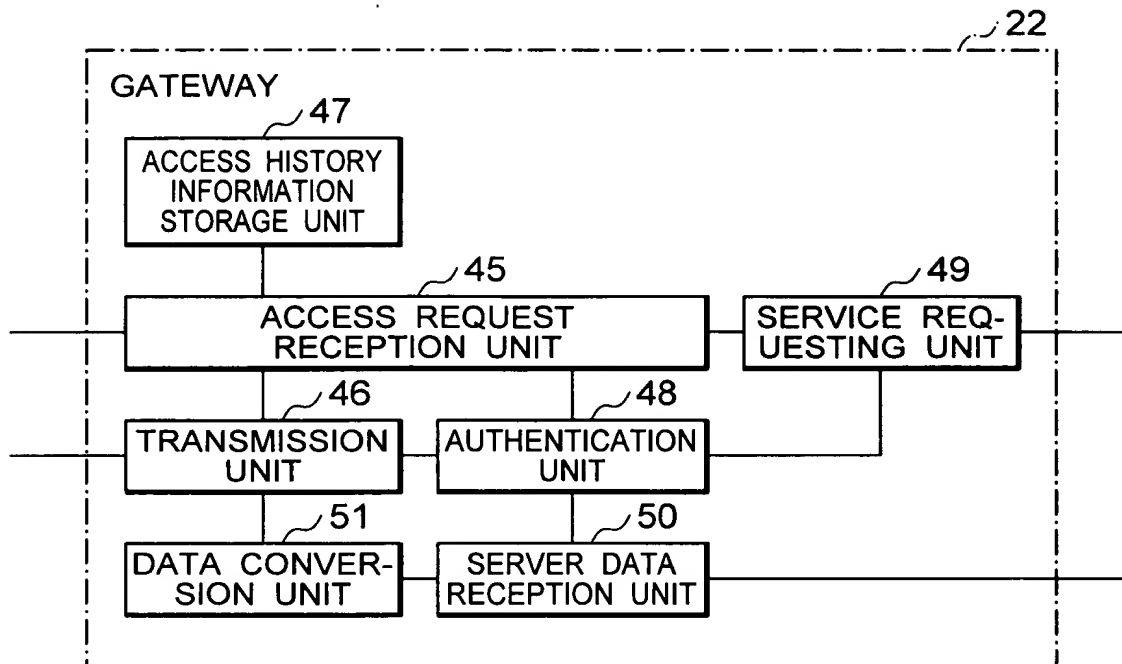 22
GATEWAY
47
ACCESS HISTORY
INFORMATION
STORAGE UNIT
45
ACCESS REQUEST
RECEPTION UNIT
49
SERVICE REQ-
UESTING UNIT
46
TRANSMISSION
UNIT
48
AUTHENTICATION
UNIT
51
DATA CONVER-
SION UNIT
50
SERVER DATA
RECEPTION UNIT